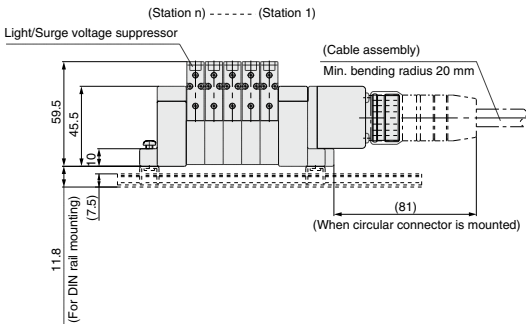 (Station n) ------ (Station 1)
Light/Surge voltage suppressor
(Cable assembly)
Min. bending radius 20 mm
59.5
45.5
10
(7.5)
11.8
(For DIN rail mounting)
(81)
(When circular connector is mounted)